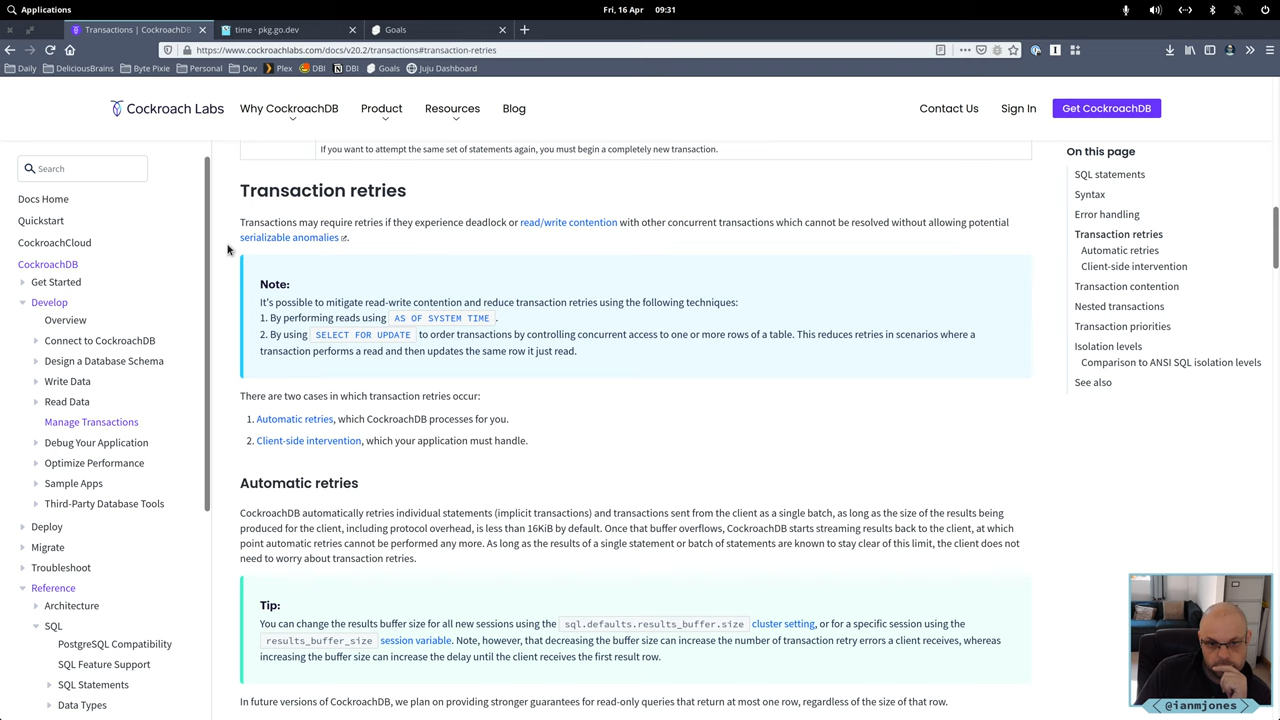 Applications
Fri, 16 Apr 09:31
Transactions | CockroachDB
time · pkg.go.dev
Goals
https://www.cockroachlabs.com/docs/v20.2/transactions#transaction-retries
Daily
DeliciousBrains
Byte Pixie
Personal
Dev
Plex
DBI
DBI
Goals
Juju Dashboard
Cockroach Labs
Why CockroachDB
Product
Resources
Blog
Contact Us
Sign In
Get CockroachDB
Search
Docs Home
Quickstart
CockroachCloud
CockroachDB
Get Started
Develop
Overview
Connect to CockroachDB
Design a Database Schema
Write Data
Read Data
Manage Transactions
Debug Your Application
Optimize Performance
Sample Apps
Third-Party Database Tools
Deploy
Migrate
Troubleshoot
Reference
Architecture
SQL
PostgreSQL Compatibility
SQL Feature Support
SQL Statements
Data Types
If you want to attempt the same set of statements again, you must begin a completely new transaction.
Transaction retries
Transactions may require retries if they experience deadlock or read/write contention with other concurrent transactions which cannot be resolved without allowing potential
serializable anomalies.
Note:
It's possible to mitigate read-write contention and reduce transaction retries using the following techniques:
1. By performing reads using AS OF SYSTEM TIME.
2. By using SELECT FOR UPDATE to order transactions by controlling concurrent access to one or more rows of a table. This reduces retries in scenarios where a
transaction performs a read and then updates the same row it just read.
There are two cases in which transaction retries occur:
1. Automatic retries, which CockroachDB processes for you.
2. Client-side intervention, which your application must handle.
Automatic retries
CockroachDB automatically retries individual statements (implicit transactions) and transactions sent from the client as a single batch, as long as the size of the results being
produced for the client, including protocol overhead, is less than 16KiB by default. Once that buffer overflows, CockroachDB starts streaming results back to the client, at which
point automatic retries cannot be performed any more. As long as the results of a single statement or batch of statements are known to stay clear of this limit, the client does not
need to worry about transaction retries.
Tip:
You can change the results buffer size for all new sessions using the sql.defaults.results_buffer.size cluster setting, or for a specific session using the
results_buffer_size session variable. Note, however, that decreasing the buffer size can increase the number of transaction retry errors a client receives, whereas
increasing the buffer size can increase the delay until the client receives the first result row.
In future versions of CockroachDB, we plan on providing stronger guarantees for read-only queries that return at most one row, regardless of the size of that row.
On this page
SQL statements
Syntax
Error handling
Transaction retries
Automatic retries
Client-side intervention
Transaction contention
Nested transactions
Transaction priorities
Isolation levels
Comparison to ANSI SQL isolation levels
See also
@ianmjones